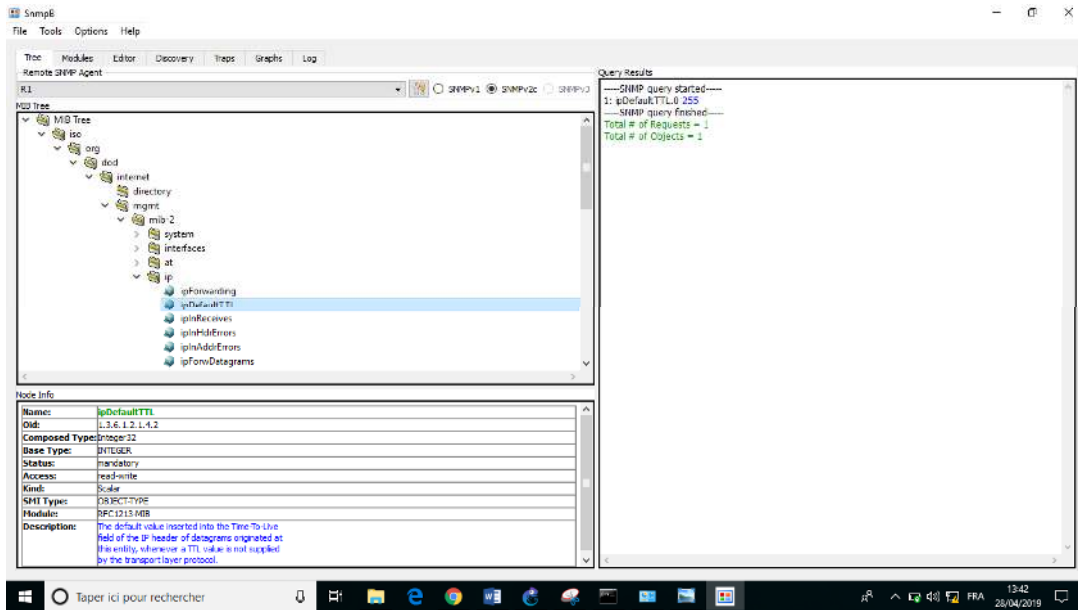 SnmpB
File Tools Options Help
Tree Modules Editor Discovery Traps Graphs Log
Remote SNMP Agent
R1
SNMPv1 SNMPv2c SNMPv3
MIB Tree
MIB Tree
iso
org
dod
internet
directory
mgmt
mib-2
system
interfaces
at
ip
ipForwarding
ipDefaultTTL
ipInReceives
ipInHdrErrors
ipInAddrErrors
ipForwDatagrams
Node Info
Name: ipDefaultTTL
Oid: 1.3.6.1.2.1.4.2
Composed Type: Integer32
Base Type: INTEGER
Status: mandatory
Access: read-write
Kind: Scalar
SMI Type: OBJECT-TYPE
Module: RFC1213-MIB
Description: The default value inserted into the Time-To-Live
field of the IP header of datagrams originated at
this entity, whenever a TTL value is not supplied
by the transport layer protocol.
Query Results
-----SNMP query started-----
1: ipDefaultTTL.0 255
-----SNMP query finished-----
Total # of Requests = 1
Total # of Objects = 1
Taper ici pour rechercher
FRA
13:42
28/04/2019